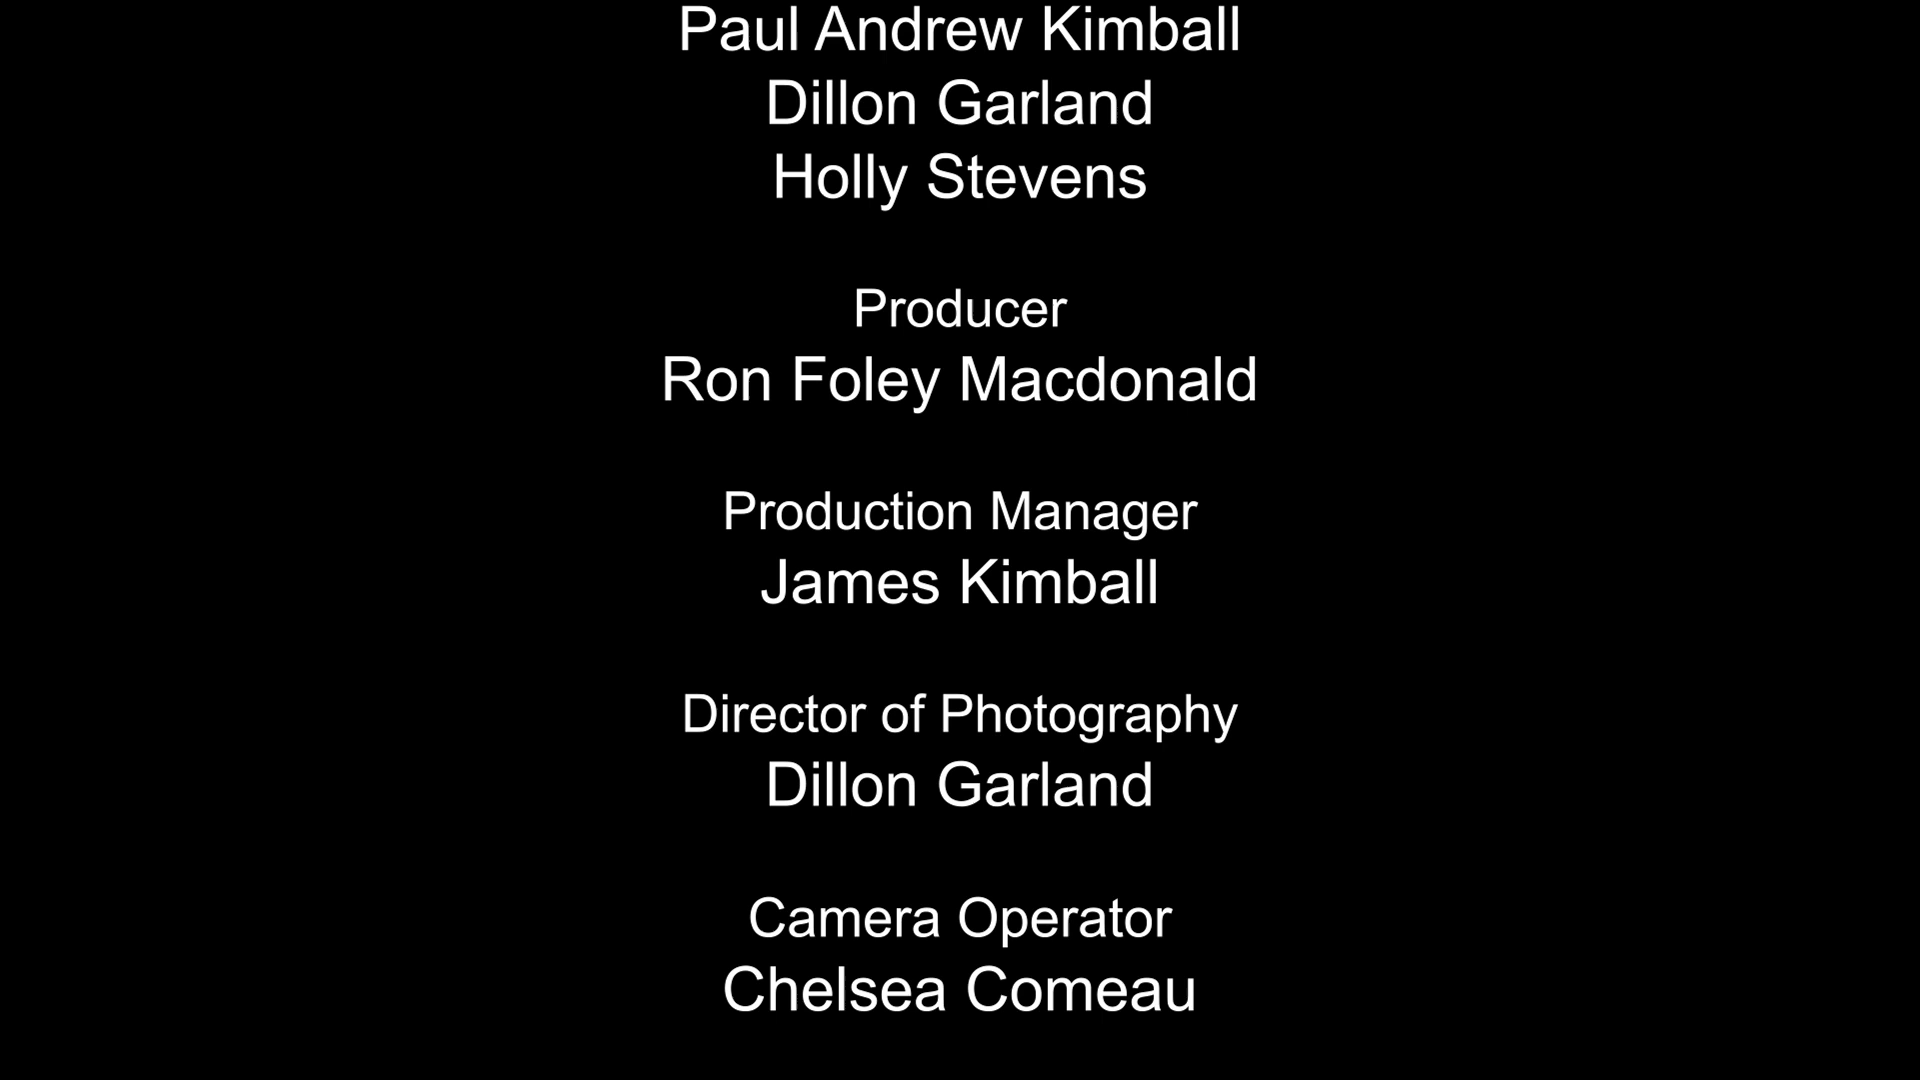 Paul Andrew Kimball
Dillon Garland
Holly Stevens
Producer
Ron Foley Macdonald
Production Manager
James Kimball
Director of Photography
Dillon Garland
Camera Operator
Chelsea Comeau